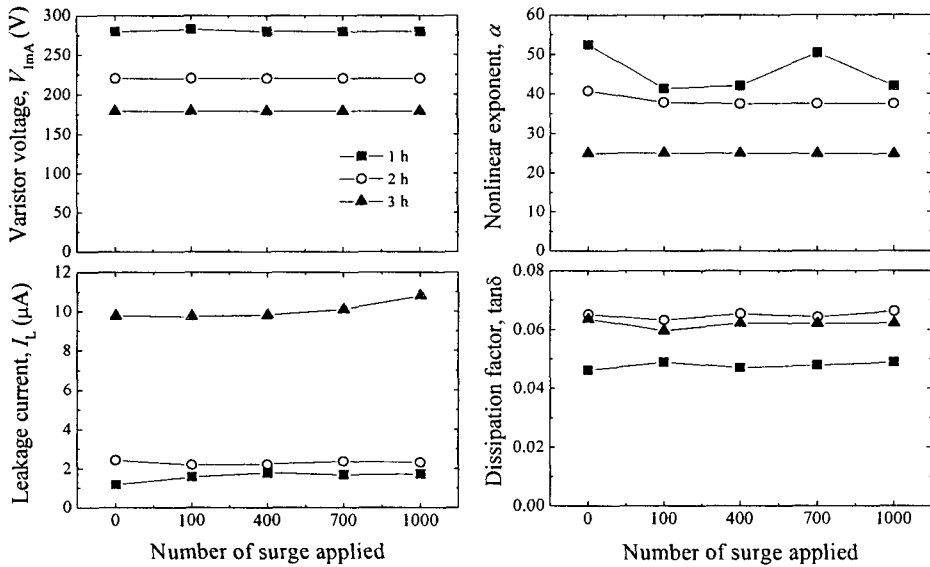 Varistor voltage, V1mA (V)
300
250
200
150
100
50
0
1 h
2 h
3 h
Nonlinear exponent, α
60
50
40
30
20
10
0
Leakage current, IL (μA)
12
10
8
6
4
2
0
0 100 400 700 1000
Number of surge applied
Dissipation factor, tanδ
0.08
0.06
0.04
0.02
0.00
0 100 400 700 1000
Number of surge applied